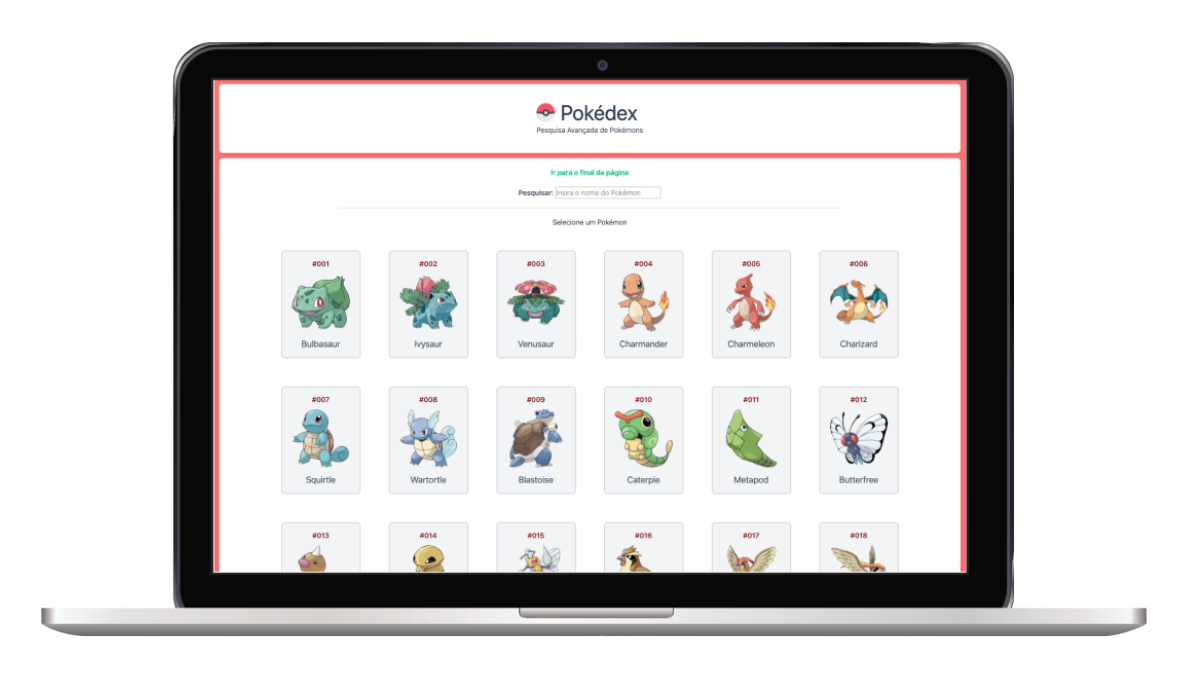 Pokédex
Pesquisa Avançada de Pokémons
Ir para o final da página
Pesquisar: Insira o nome do Pokémon
Selecione um Pokémon
#001 #002 #003 #004 #005 #006
Bulbasaur Ivysaur Venusaur Charmander Charmeleon Charizard
#007 #008 #009 #010 #011 #012
Squirtle Wartortle Blastoise Caterpie Metapod Butterfree
#013 #014 #015 #016 #017 #018